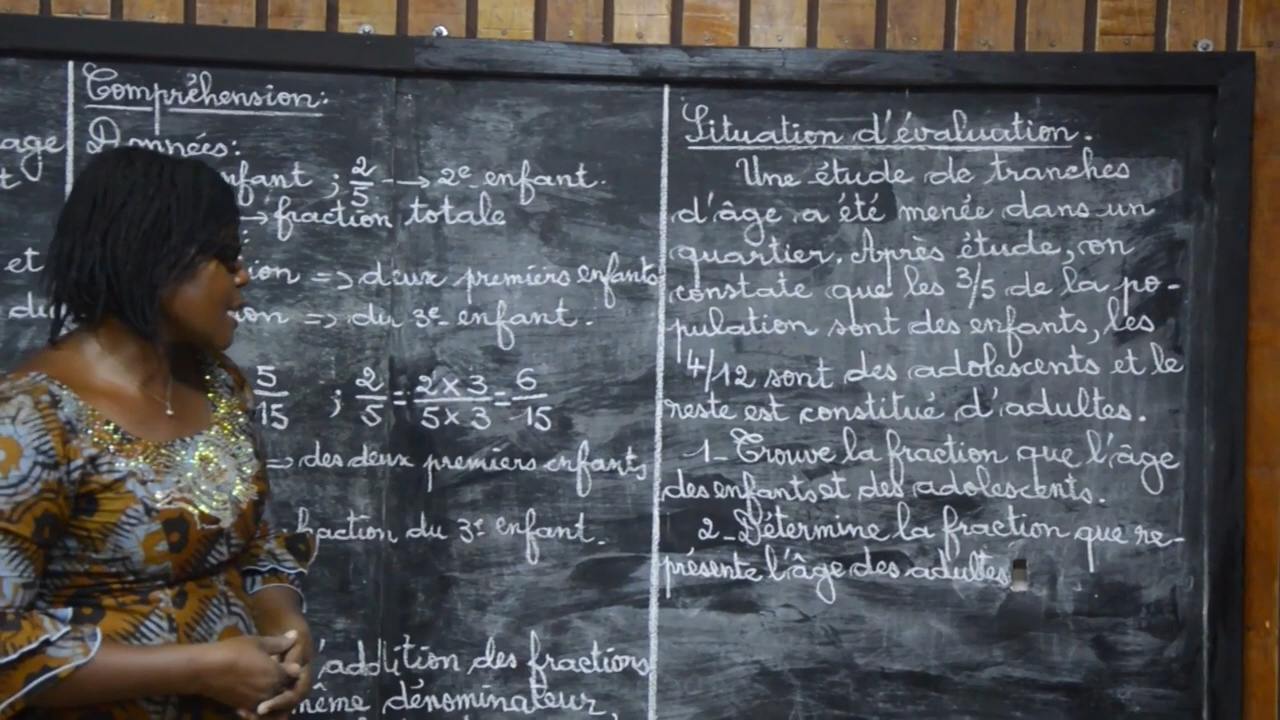 age
t
et
du
Compréhension:
Données:
nfant ; 2/5 → 2e enfant.
→ fraction totale
ion => deux premiers enfants
on => du 3e enfant.
5/15 ; 2/5 = 2x3/5x3 = 6/15
=> des deux premiers enfants
fraction du 3e enfant.
l'addition des fractions
même dénominateur,
Situation d'évaluation.
Une étude de tranches
d'âge a été menée dans un
quartier. Après étude, on
constate que les 3/5 de la po-
pulation sont des enfants, les
4/12 sont des adolescents et le
reste est constitué d'adultes.
1_ Trouve la fraction que l'âge
des enfants et des adolescents.
2_ Détermine la fraction que re-
présente l'âge des adultes